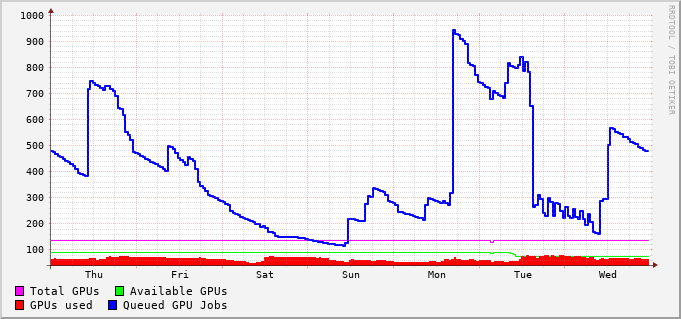 1000
900
800
700
600
500
400
300
200
100
Thu Fri Sat Sun Mon Tue Wed
Total GPUs Available GPUs
GPUs used Queued GPU Jobs
RRDTOOL / TOBI OETIKER